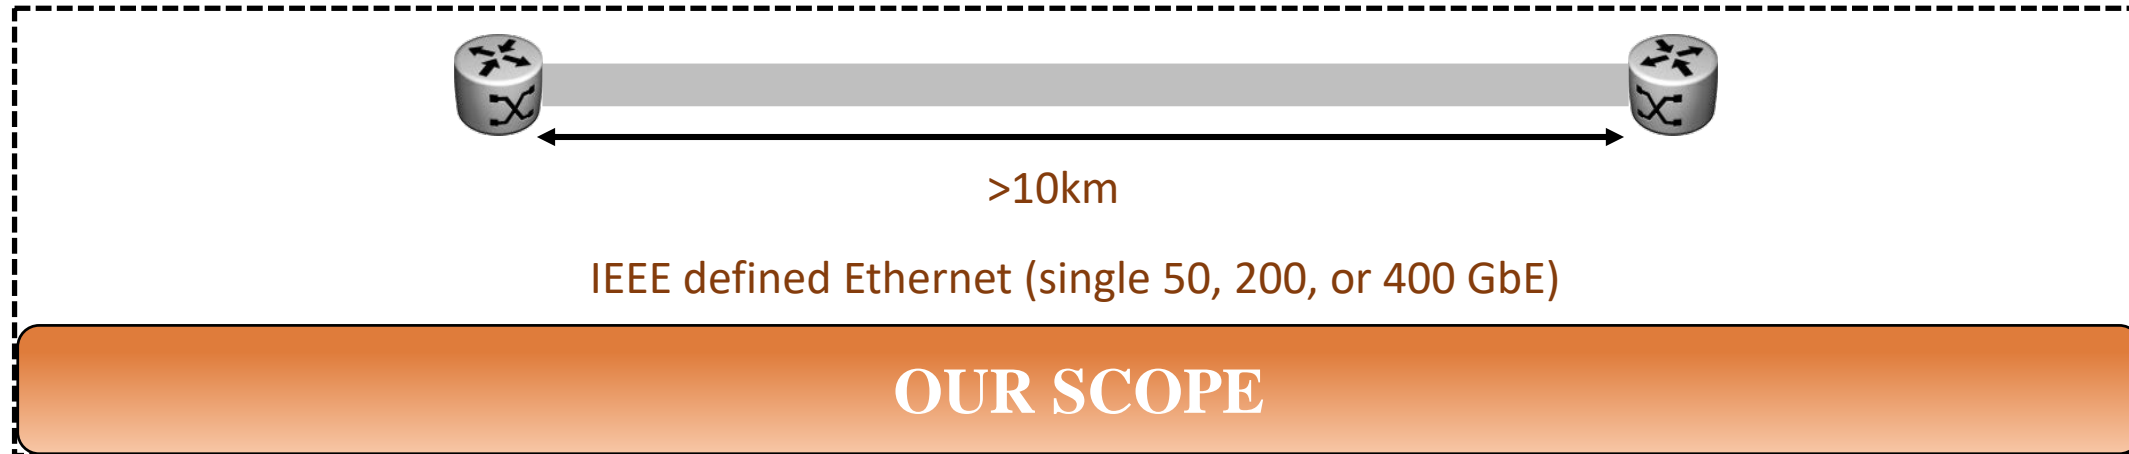 >10km
IEEE defined Ethernet (single 50, 200, or 400 GbE)
OUR SCOPE